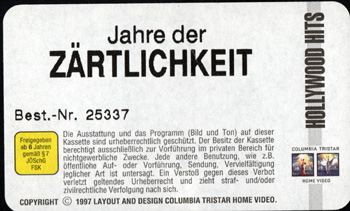 Jahre der
ZÄRTLICHKEIT
Best.-Nr. 25337
HOLLYWOOD HITS
Freigegeben
ab 6 Jahren
gemäß § 7
JÖSchG
FSK
Die Ausstattung und das Programm (Bild und Ton) auf dieser
Kassette sind urheberrechtlich geschützt. Der Besitz der Kassette
berechtigt ausschließlich zur Vorführung im privaten Bereich für
nichtgewerbliche Zwecke. Jede andere Benutzung, wie z.B.
öffentliche Auf- oder Vorführung, Sendung, Vervielfältigung
jeglicher Art ist untersagt. Ein Verstoß gegen dieses Verbot
verletzt geltendes Urheberrecht und zieht straf- und/oder
zivilrechtliche Verfolgung nach sich.
COLUMBIA TRISTAR
HOME VIDEO
COPYRIGHT © 1997 LAYOUT AND DESIGN COLUMBIA TRISTAR HOME VIDEO.